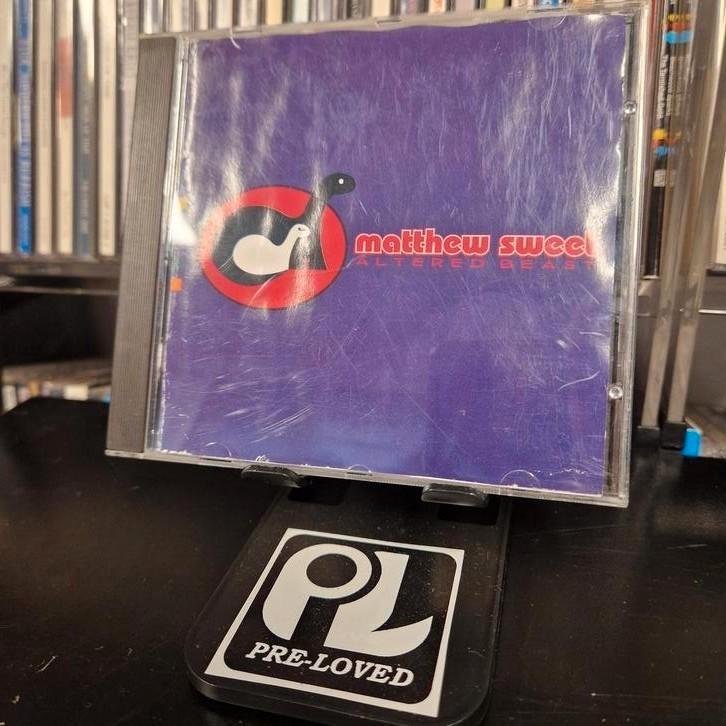 matthew sweet
ALTERED BEAST
PL
PRE-LOVED